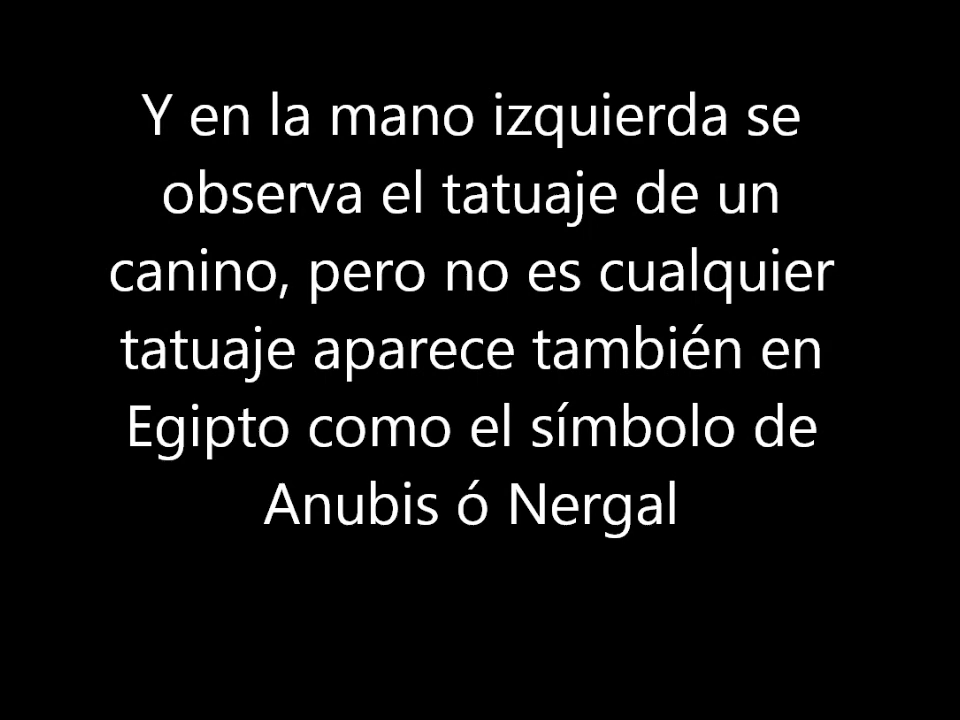 Y en la mano izquierda se
observa el tatuaje de un
canino, pero no es cualquier
tatuaje aparece también en
Egipto como el símbolo de
Anubis ó Nergal